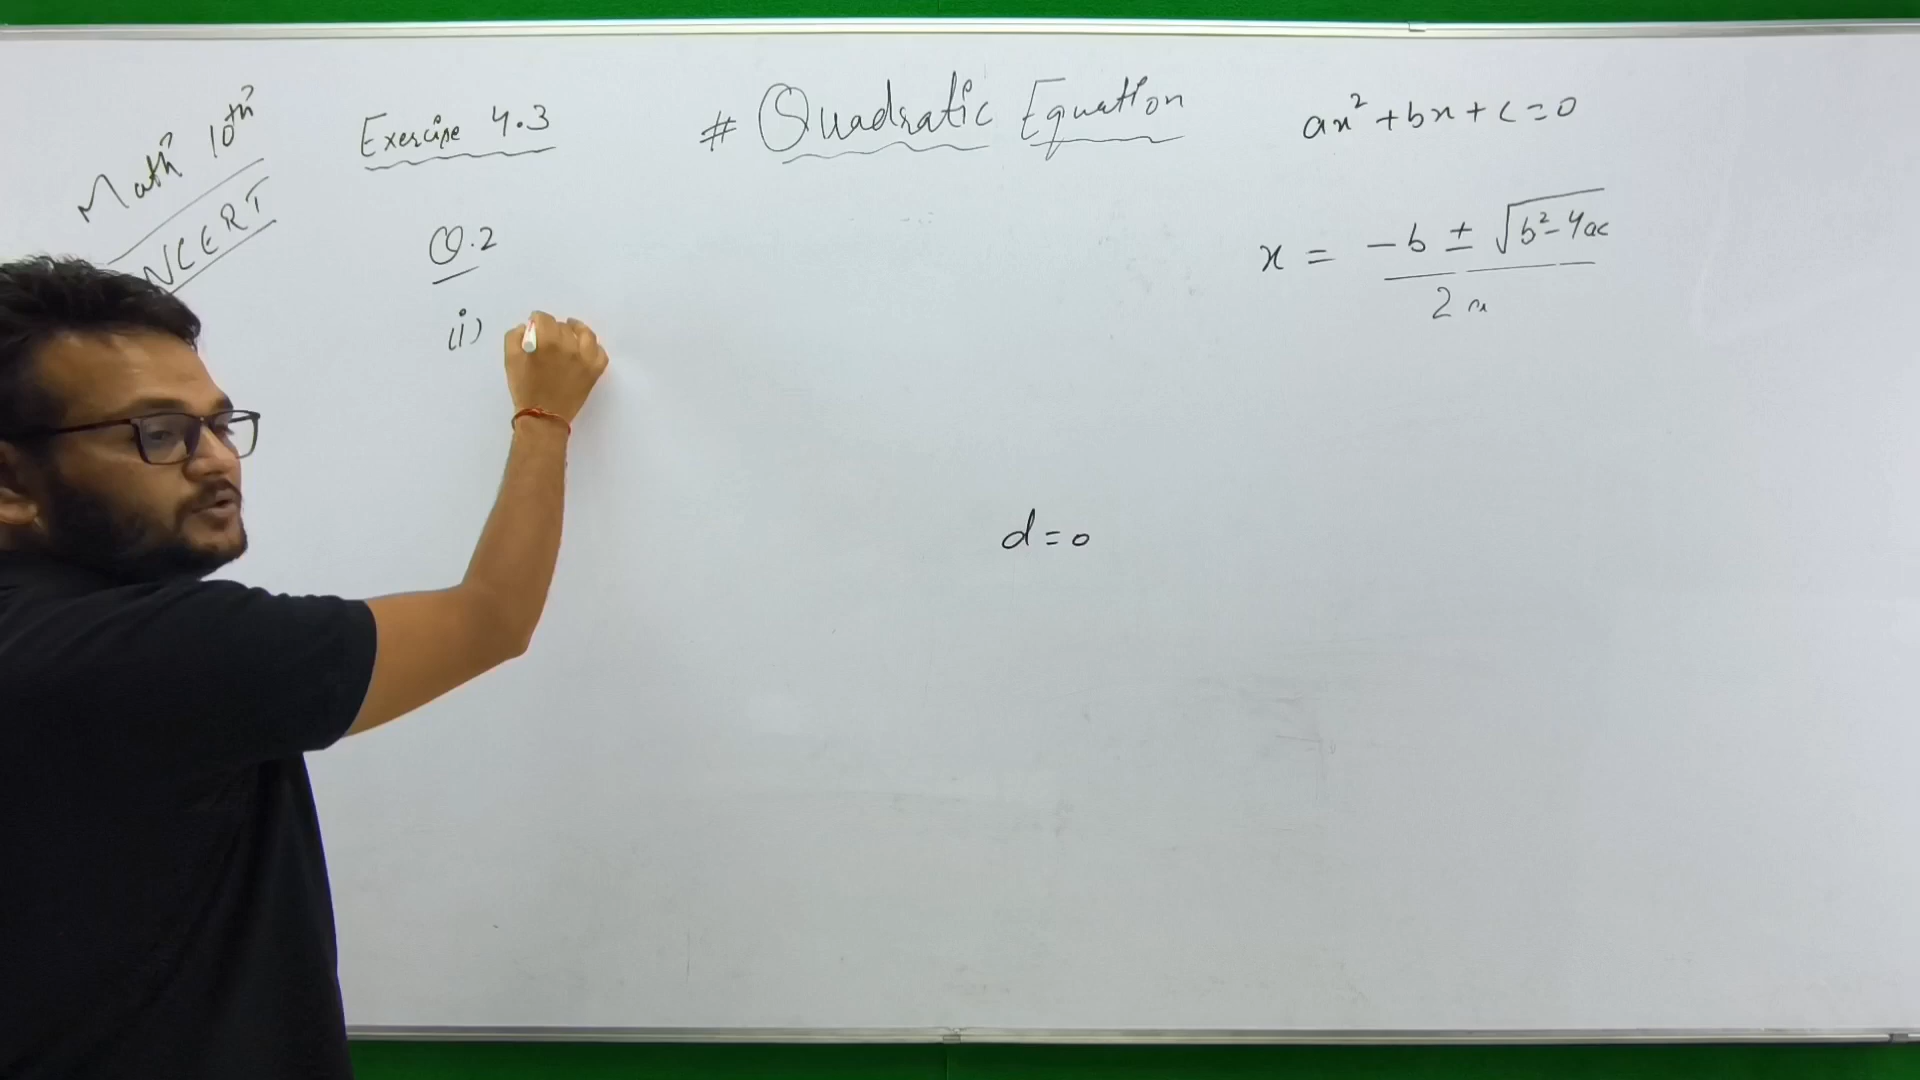 Math 10th
NCERT
Exercise 4.3
# Quadratic Equation
ax² + bx + c = 0
Q.2
x = −b ± √b² − 4ac
2a
(i)
d = 0